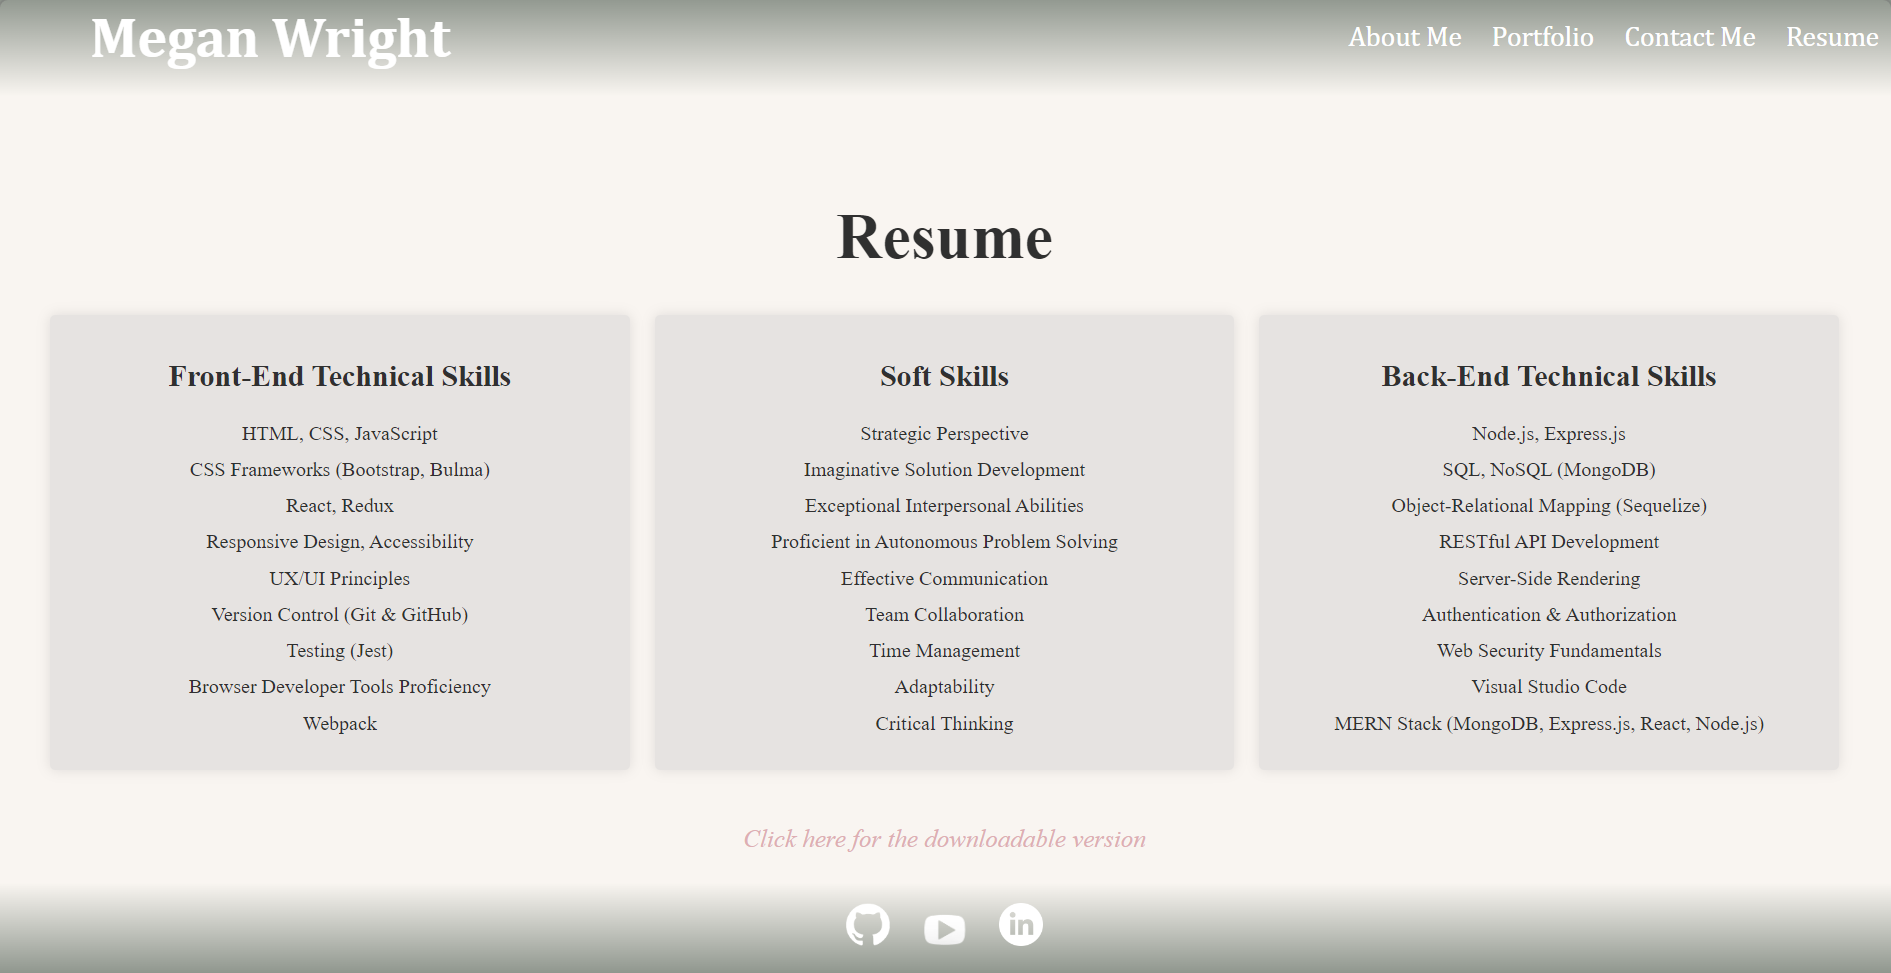 Megan Wright
About Me Portfolio Contact Me Resume
Resume
Front-End Technical Skills
HTML, CSS, JavaScript
CSS Frameworks (Bootstrap, Bulma)
React, Redux
Responsive Design, Accessibility
UX/UI Principles
Version Control (Git & GitHub)
Testing (Jest)
Browser Developer Tools Proficiency
Webpack
Soft Skills
Strategic Perspective
Imaginative Solution Development
Exceptional Interpersonal Abilities
Proficient in Autonomous Problem Solving
Effective Communication
Team Collaboration
Time Management
Adaptability
Critical Thinking
Back-End Technical Skills
Node.js, Express.js
SQL, NoSQL (MongoDB)
Object-Relational Mapping (Sequelize)
RESTful API Development
Server-Side Rendering
Authentication & Authorization
Web Security Fundamentals
Visual Studio Code
MERN Stack (MongoDB, Express.js, React, Node.js)
Click here for the downloadable version
in